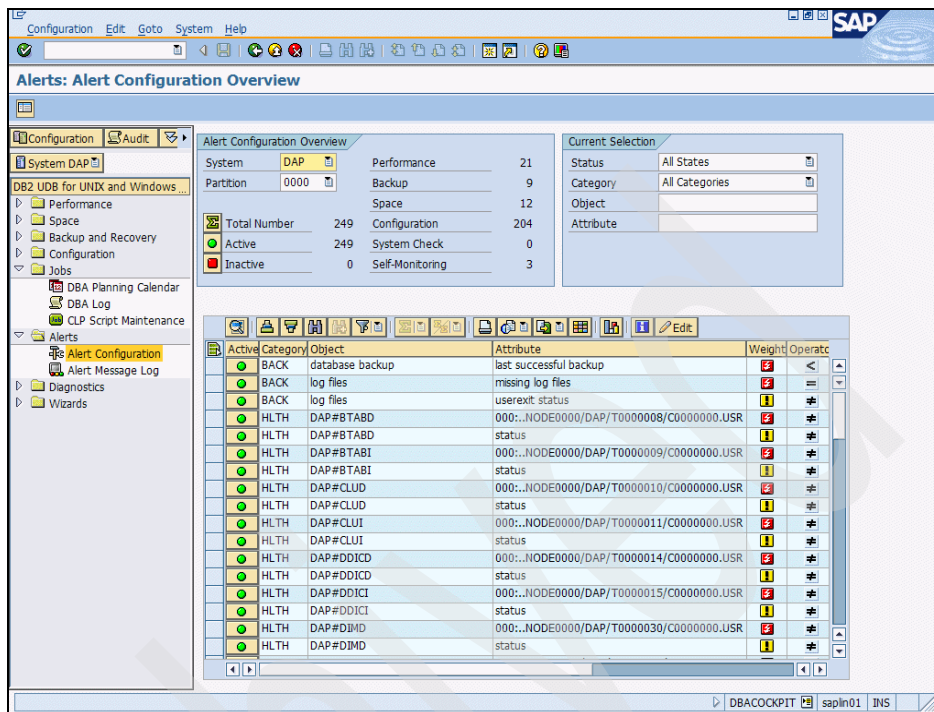 Configuration Edit Goto System Help
SAP
Alerts: Alert Configuration Overview
Configuration Audit
System DAP
DB2 UDB for UNIX and Windows ...
Performance
Space
Backup and Recovery
Configuration
Jobs
DBA Planning Calendar
DBA Log
CLP Script Maintenance
Alerts
Alert Configuration
Alert Message Log
Diagnostics
Wizards
Alert Configuration Overview
System DAP Performance 21
Partition 0000 Backup 9
Space 12
Total Number 249 Configuration 204
Active 249 System Check 0
Inactive 0 Self-Monitoring 3
Current Selection
Status All States
Category All Categories
Object
Attribute
Edit
Active Category Object Attribute Weight Operatc
BACK database backup last successful backup <
BACK log files missing log files =
BACK log files userexit status ≠
HLTH DAP#BTABD 000:..NODE0000/DAP/T0000008/C0000000.USR ≠
HLTH DAP#BTABD status ≠
HLTH DAP#BTABI 000:..NODE0000/DAP/T0000009/C0000000.USR ≠
HLTH DAP#BTABI status ≠
HLTH DAP#CLUD 000:..NODE0000/DAP/T0000010/C0000000.USR ≠
HLTH DAP#CLUD status ≠
HLTH DAP#CLUI 000:..NODE0000/DAP/T0000011/C0000000.USR ≠
HLTH DAP#CLUI status ≠
HLTH DAP#DDICD 000:..NODE0000/DAP/T0000014/C0000000.USR ≠
HLTH DAP#DDICD status ≠
HLTH DAP#DDICI 000:..NODE0000/DAP/T0000015/C0000000.USR ≠
HLTH DAP#DDICI status ≠
HLTH DAP#DIMD 000:..NODE0000/DAP/T0000030/C0000000.USR ≠
HLTH DAP#DIMD status ≠
DBACOCKPIT saplin01 INS